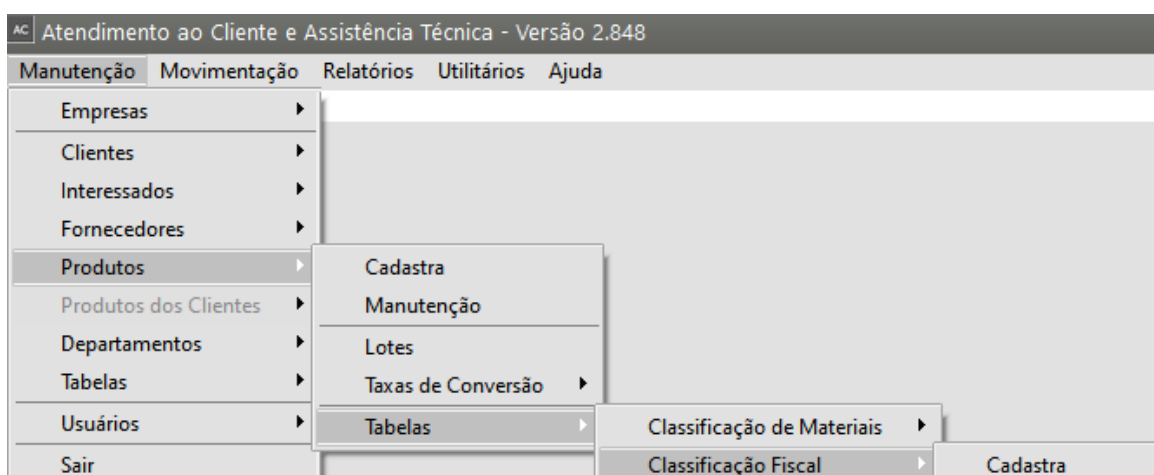 AC Atendimento ao Cliente e Assistência Técnica - Versão 2.848
Manutenção Movimentação Relatórios Utilitários Ajuda
Empresas
Clientes
Interessados
Fornecedores
Produtos
Produtos dos Clientes
Departamentos
Tabelas
Usuários
Sair
Cadastra
Manutenção
Lotes
Taxas de Conversão
Tabelas
Classificação de Materiais
Classificação Fiscal
Cadastra